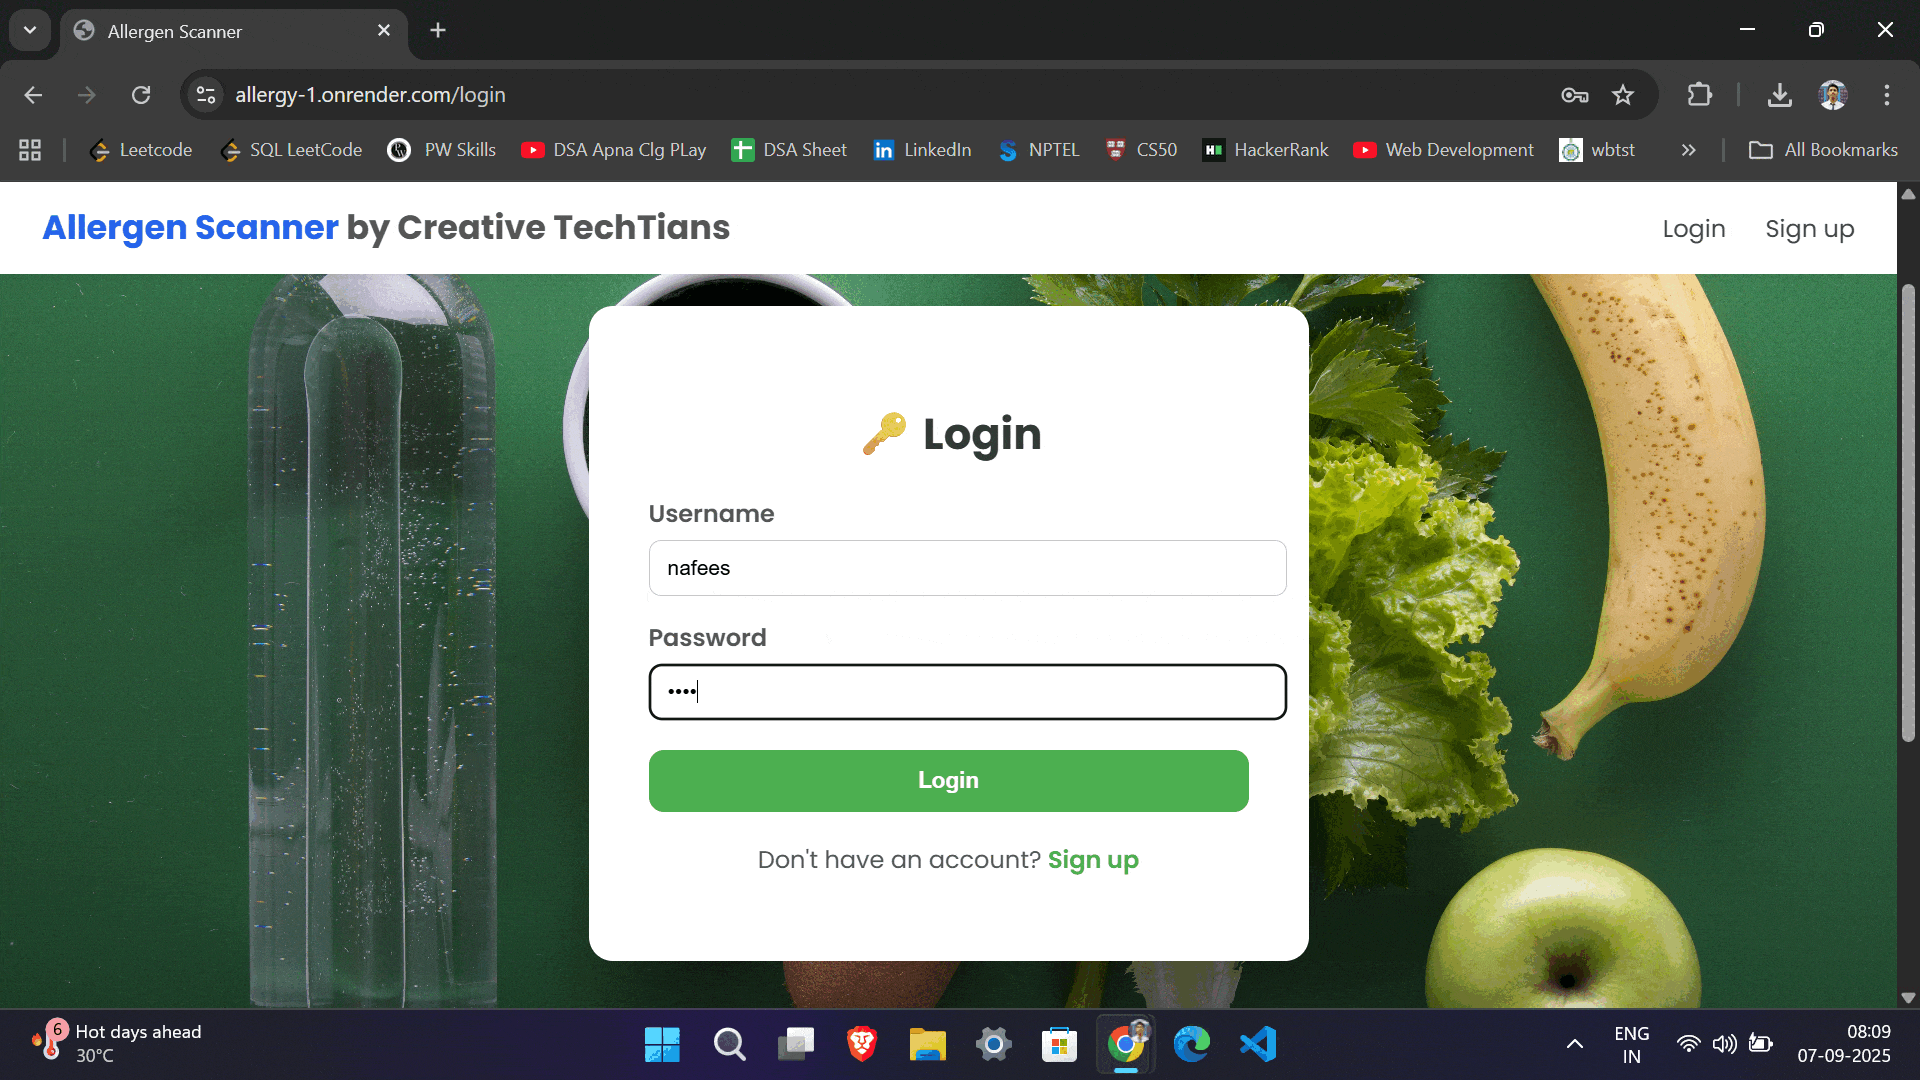 Allergen Scanner
allergy-1.onrender.com/login
Leetcode
SQL LeetCode
PW Skills
DSA Apna Clg PLay
DSA Sheet
LinkedIn
NPTEL
CS50
HackerRank
Web Development
wbtst
All Bookmarks
Allergen Scanner by Creative TechTians
Login
Sign up
Login
Username
nafees
Password
••••
Login
Don't have an account? Sign up
6
Hot days ahead
30°C
ENG
IN
08:09
07-09-2025